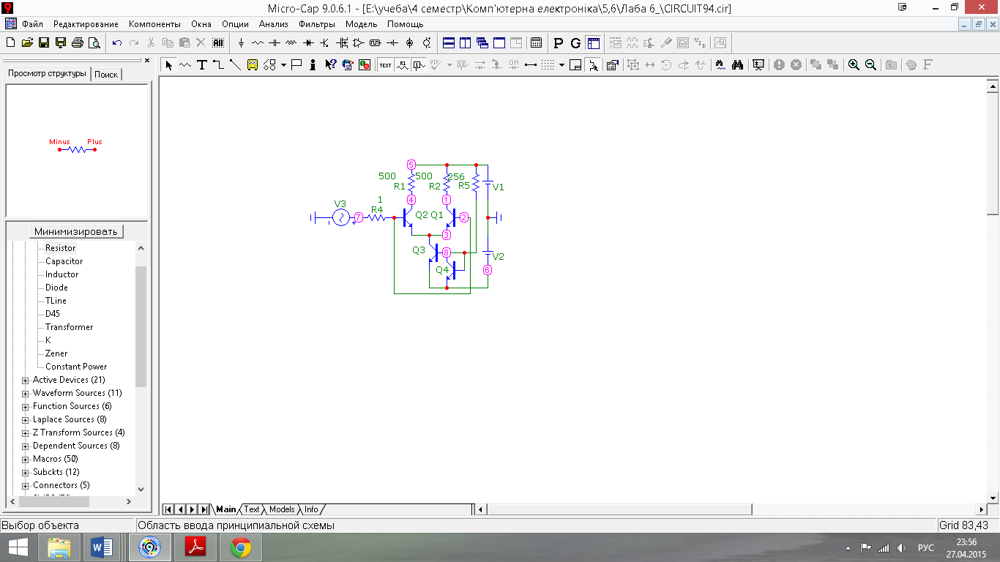 Micro-Cap 9.0.6.1 - [E:\учеба\4 семестр\Комп'ютерна електроніка\5,6\Лаба 6_\CIRCUIT94.cir]
Файл Редактирование Компоненты Окна Опции Анализ Фильтры Модель Помощь
Просмотр структуры Поиск
Minus Plus
Минимизировать
Resistor
Capacitor
Inductor
Diode
TLine
D45
Transformer
K
Zener
Constant Power
Active Devices (21)
Waveform Sources (11)
Function Sources (6)
Laplace Sources (8)
Z Transform Sources (4)
Dependent Sources (8)
Macros (50)
Subckts (12)
Connectors (5)
5
500 500 256
R1 R2 R5 V1
4 1
V3 1
R4
7 Q2 Q1 2
3
Q3 8 V2
Q4 6
Main Text Models Info
Выбор объекта Область ввода принципиальной схемы Grid 83,43
РУС 23:56
27.04.2015